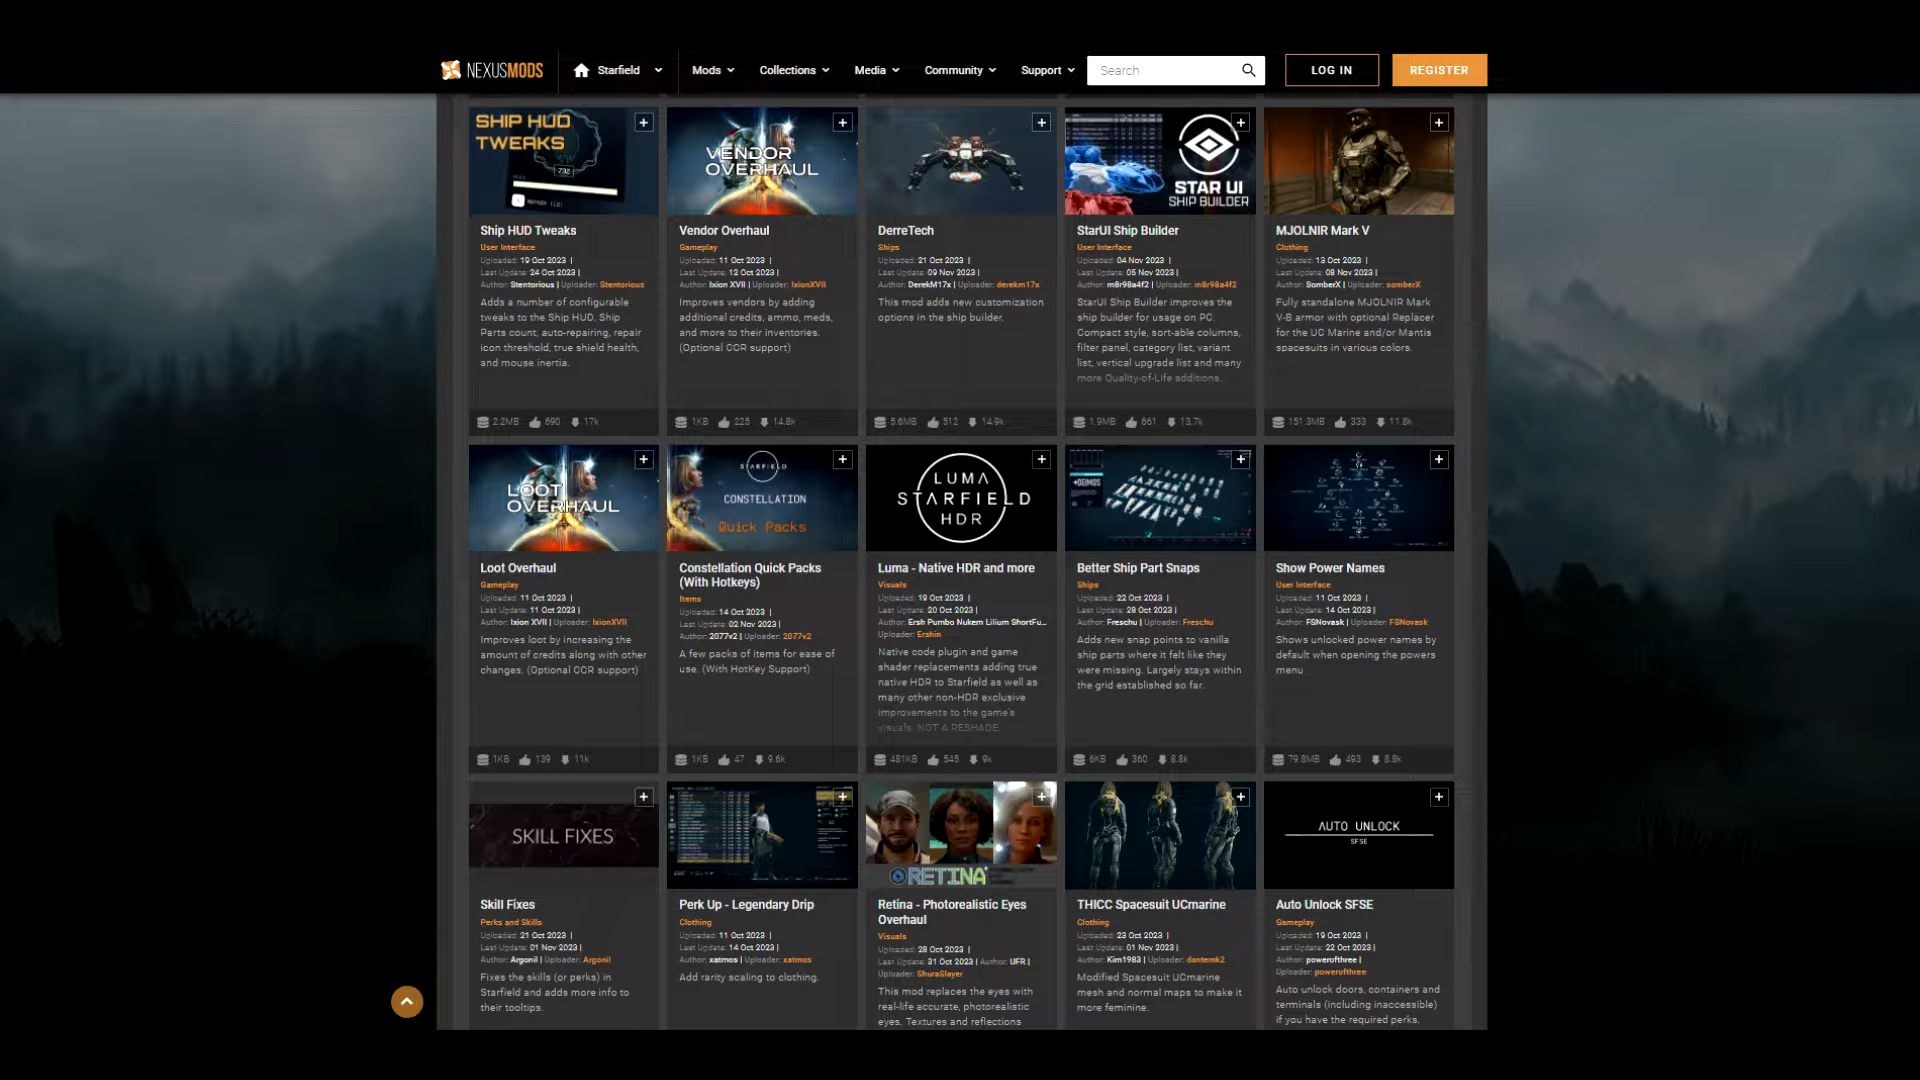 NEXUSMODS
Starfield
Mods
Collections
Media
Community
Support
Search
LOG IN
REGISTER
SHIP HUD
TWEAKS
732
VENDOR
OVERHAUL
STAR UI
SHIP BUILDER
Ship HUD Tweaks
User Interface
Uploaded: 19 Oct 2023 |
Last Update: 24 Oct 2023 |
Author: Stentorious | Uploader: Stentorious
Adds a number of configurable
tweaks to the Ship HUD. Ship
Parts count, auto-repairing, repair
icon threshold, true shield health,
and mouse inertia.
2.2MB 690 17k
Vendor Overhaul
Gameplay
Uploaded: 11 Oct 2023 |
Last Update: 12 Oct 2023 |
Author: Ixion XVII | Uploader: IxionXVII
Improves vendors by adding
additional credits, ammo, meds,
and more to their inventories.
(Optional CCR support)
1KB 225 14.8k
DerreTech
Ships
Uploaded: 21 Oct 2023 |
Last Update: 09 Nov 2023 |
Author: DerekM17x | Uploader: derekm17x
This mod adds new customization
options in the ship builder.
5.6MB 512 14.9k
StarUI Ship Builder
User Interface
Uploaded: 04 Nov 2023 |
Last Update: 05 Nov 2023 |
Author: m8r98a4f2 | Uploader: m8r98a4f2
StarUI Ship Builder improves the
ship builder for usage on PC.
Compact style, sort-able columns,
filter panel, category list, variant
list, vertical upgrade list and many
more Quality-of-Life additions.
1.9MB 661 13.7k
MJOLNIR Mark V
Clothing
Uploaded: 13 Oct 2023 |
Last Update: 08 Nov 2023 |
Author: SomberX | Uploader: somberX
Fully standalone MJOLNIR Mark
V-B armor with optional Replacer
for the UC Marine and/or Mantis
spacesuits in various colors.
151.3MB 333 11.8k
LOOT
OVERHAUL
STARFIELD
CONSTELLATION
Quick Packs
LUMA
STARFIELD
HDR
+DEIMOS
Loot Overhaul
Gameplay
Uploaded: 11 Oct 2023 |
Last Update: 11 Oct 2023 |
Author: Ixion XVII | Uploader: IxionXVII
Improves loot by increasing the
amount of credits along with other
changes. (Optional CCR support)
1KB 139 11k
Constellation Quick Packs
(With Hotkeys)
Items
Uploaded: 14 Oct 2023 |
Last Update: 02 Nov 2023 |
Author: 2077v2 | Uploader: 2077v2
A few packs of items for ease of
use. (With HotKey Support)
1KB 47 9.6k
Luma - Native HDR and more
Visuals
Uploaded: 19 Oct 2023 |
Last Update: 20 Oct 2023 |
Author: Ersh Pumbo Nukem Lilium ShortFu...
Uploader: Ershin
Native code plugin and game
shader replacements adding true
native HDR to Starfield as well as
many other non-HDR exclusive
improvements to the game's
visuals. NOT A RESHADE.
481KB 545 9k
Better Ship Part Snaps
Ships
Uploaded: 22 Oct 2023 |
Last Update: 28 Oct 2023 |
Author: Freschu | Uploader: Freschu
Adds new snap points to vanilla
ship parts where it felt like they
were missing. Largely stays within
the grid established so far.
6KB 360 8.8k
Show Power Names
User Interface
Uploaded: 11 Oct 2023 |
Last Update: 14 Oct 2023 |
Author: FSNovask | Uploader: FSNovask
Shows unlocked power names by
default when opening the powers
menu
79.8MB 493 8.8k
SKILL FIXES
RETINA
AUTO UNLOCK
SFSE
Skill Fixes
Perks and Skills
Uploaded: 21 Oct 2023 |
Last Update: 01 Nov 2023 |
Author: Argonil | Uploader: Argonil
Fixes the skills (or perks) in
Starfield and adds more info to
their tooltips.
Perk Up - Legendary Drip
Clothing
Uploaded: 11 Oct 2023 |
Last Update: 14 Oct 2023 |
Author: xatmos | Uploader: xatmos
Add rarity scaling to clothing.
Retina - Photorealistic Eyes
Overhaul
Visuals
Uploaded: 28 Oct 2023 |
Last Update: 31 Oct 2023 | Author: UFR |
Uploader: ShuraSlayer
This mod replaces the eyes with
real-life accurate, photorealistic
eyes. Textures and reflections
THICC Spacesuit UCmarine
Clothing
Uploaded: 23 Oct 2023 |
Last Update: 01 Nov 2023 |
Author: Kim1983 | Uploader: dantemk2
Modified Spacesuit UCmarine
mesh and normal maps to make it
more feminine.
Auto Unlock SFSE
Gameplay
Uploaded: 19 Oct 2023 |
Last Update: 22 Oct 2023 |
Author: powerofthree |
Uploader: powerofthree
Auto unlock doors, containers and
terminals (including inaccessible)
if you have the required perks.